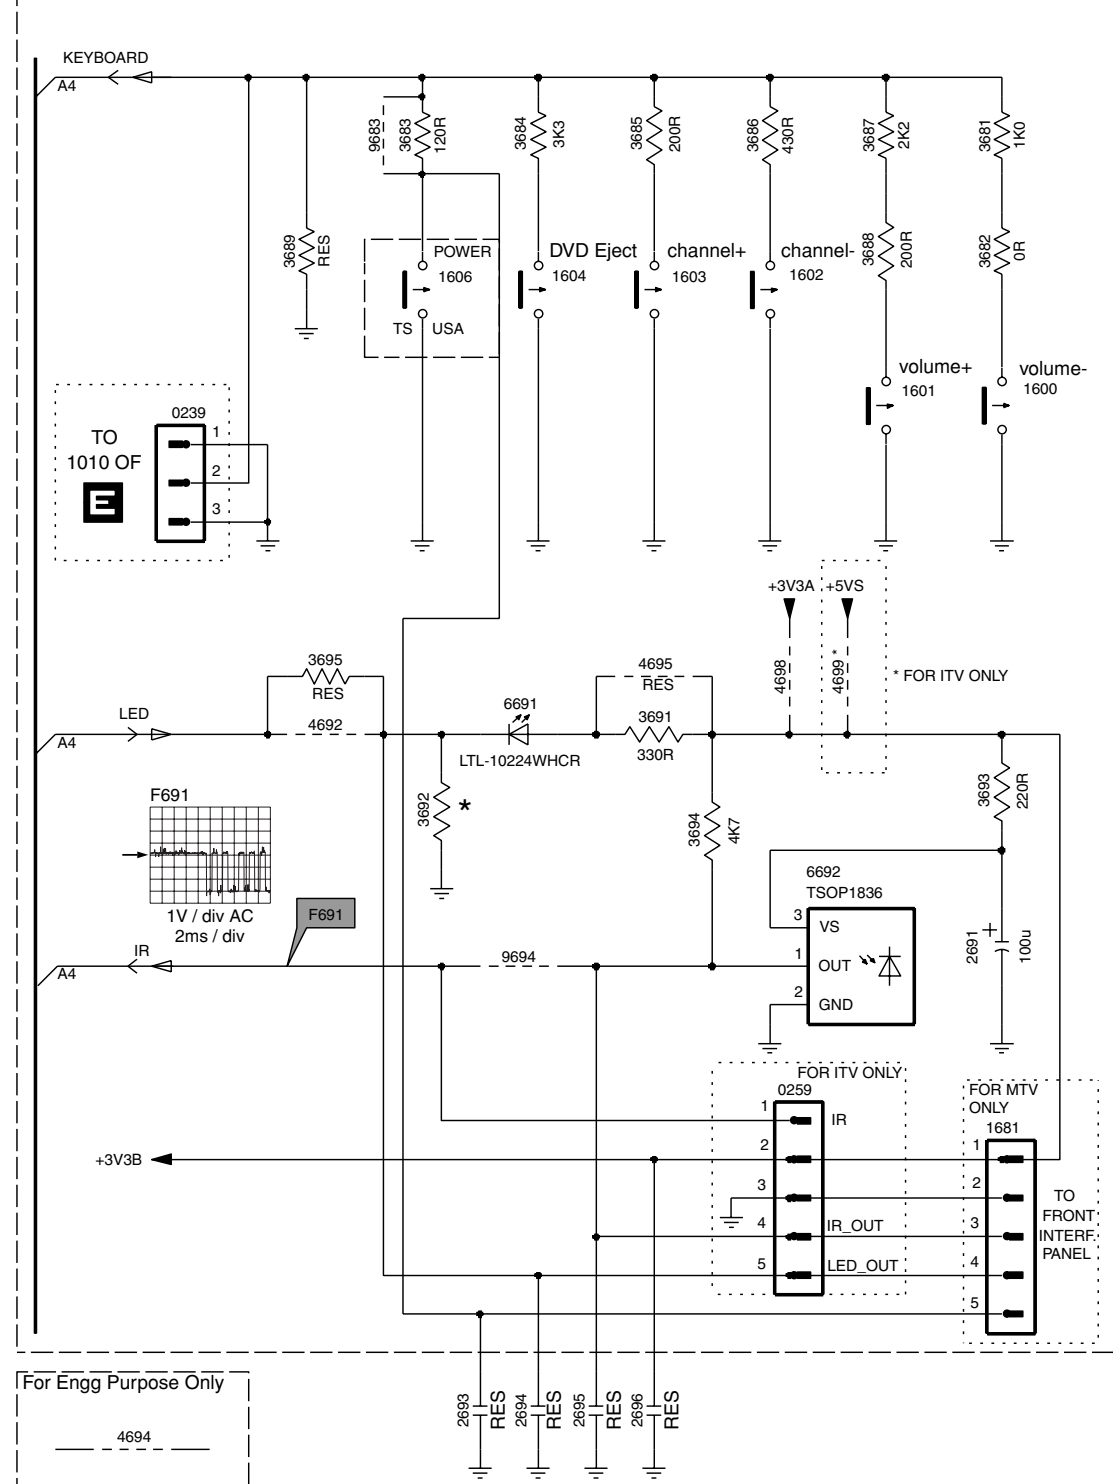 KEYBOARD
A4
9683
3683
120R
3684
3K3
3685
200R
3686
430R
3687
2K2
3681
1K0
3689
RES
3688
200R
3682
0R
POWER
1606
TS USA
DVD Eject
1604
channel+
1603
channel-
1602
volume+
1601
volume-
1600
0239
TO
1010 OF
E
1
2
3
+3V3A
+5VS
4698
4699 *
* FOR ITV ONLY
3695
RES
4695
RES
LED
A4
4692
6691
LTL-10224WHCR
3691
330R
3692
*
3694
4K7
3693
220R
F691
1V / div AC
2ms / div
F691
6692
TSOP1836
3 VS
1 OUT
2 GND
2691
+
100u
IR
A4
9694
FOR ITV ONLY
0259
1 IR
2
3
4 IR_OUT
5 LED_OUT
FOR MTV
ONLY
1681
1
2
3
4
5
TO
FRONT
INTERF.
PANEL
+3V3B
2693
RES
2694
RES
2695
RES
2696
RES
For Engg Purpose Only
4694